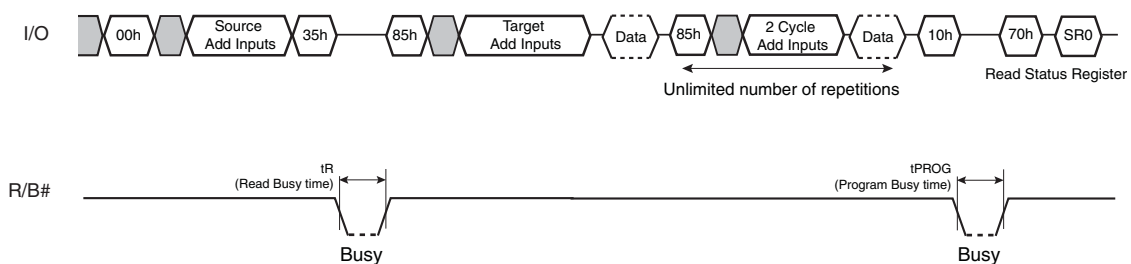 I/O
00h
Source
Add Inputs
35h
85h
Target
Add Inputs
Data
85h
2 Cycle
Add Inputs
Data
10h
70h
SR0
Read Status Register
Unlimited number of repetitions
R/B#
tR
(Read Busy time)
Busy
tPROG
(Program Busy time)
Busy